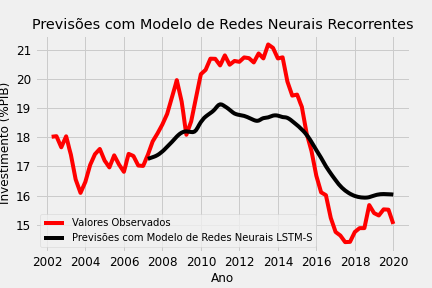 Previsões com Modelo de Redes Neurais Recorrentes
Investimento (%PIB)
21
20
19
18
17
16
15
Valores Observados
Previsões com Modelo de Redes Neurais LSTM-S
2002 2004 2006 2008 2010 2012 2014 2016 2018 2020
Ano